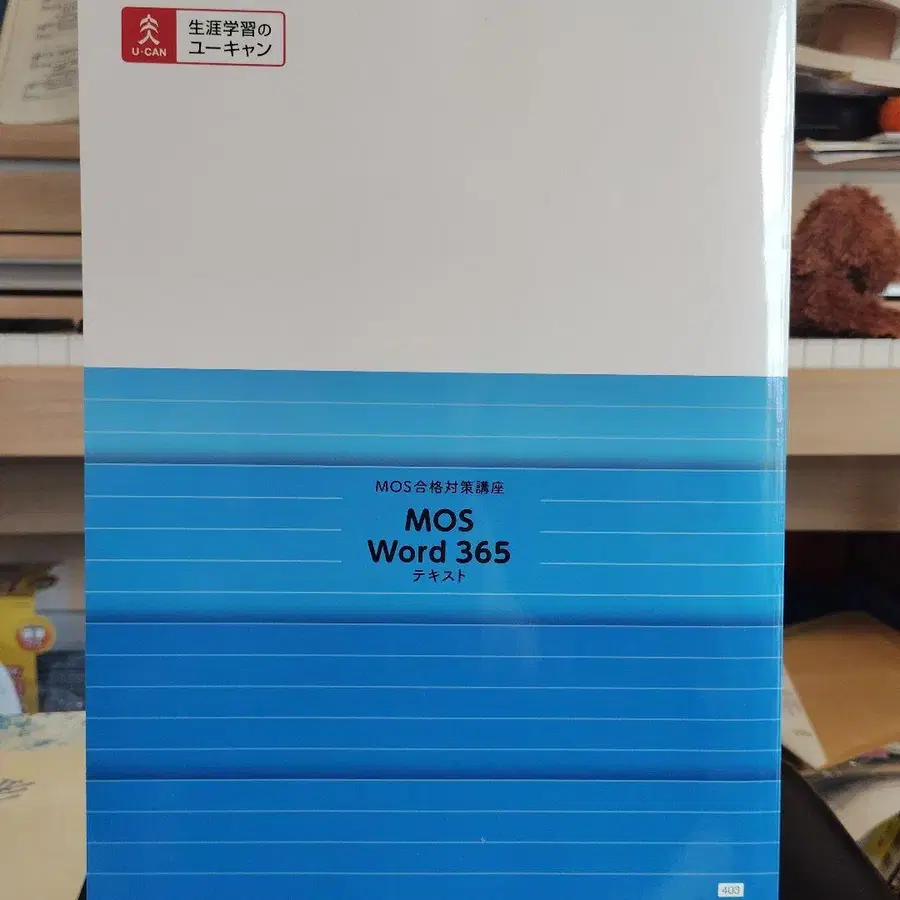 U-CAN
生涯学習の
ユーキャン
MOS合格対策講座
MOS
Word 365
テキスト
403